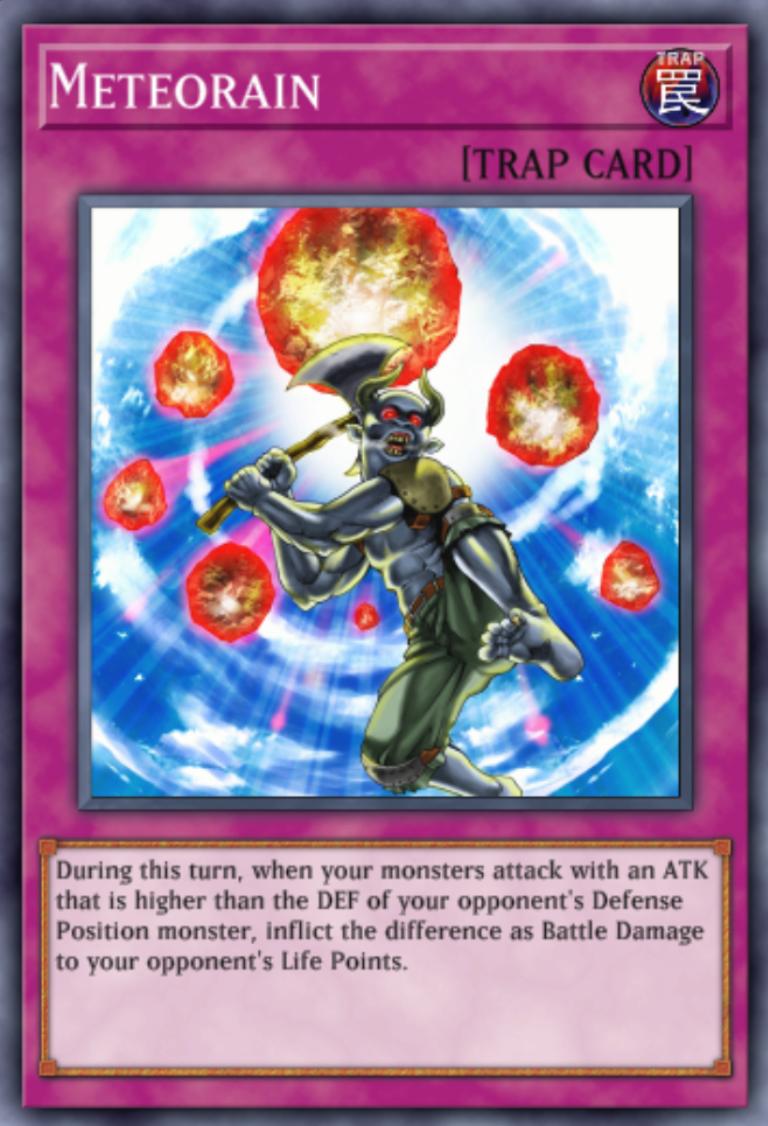 METEORAIN
TRAP
罠
[TRAP CARD]
During this turn, when your monsters attack with an ATK
that is higher than the DEF of your opponent's Defense
Position monster, inflict the difference as Battle Damage
to your opponent's Life Points.